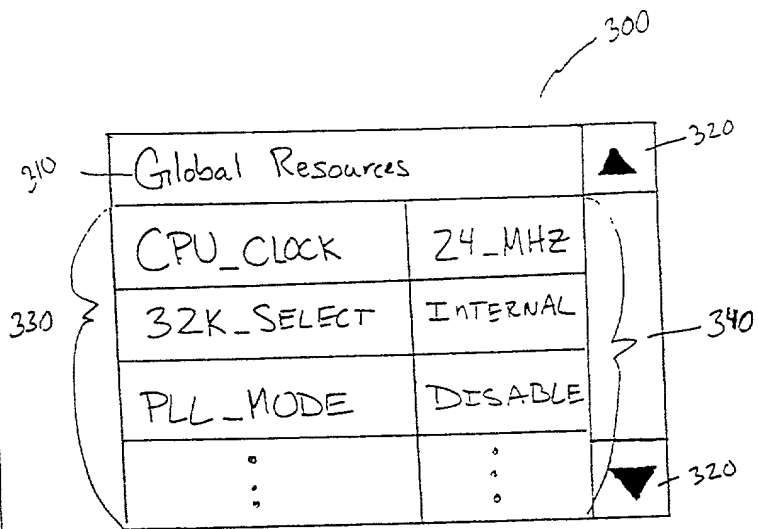 300
310
Global Resources
320
CPU_CLOCK
24_MHZ
32K_SELECT
InTERNAL
330
340
PLL_MODE
DISABLE
320